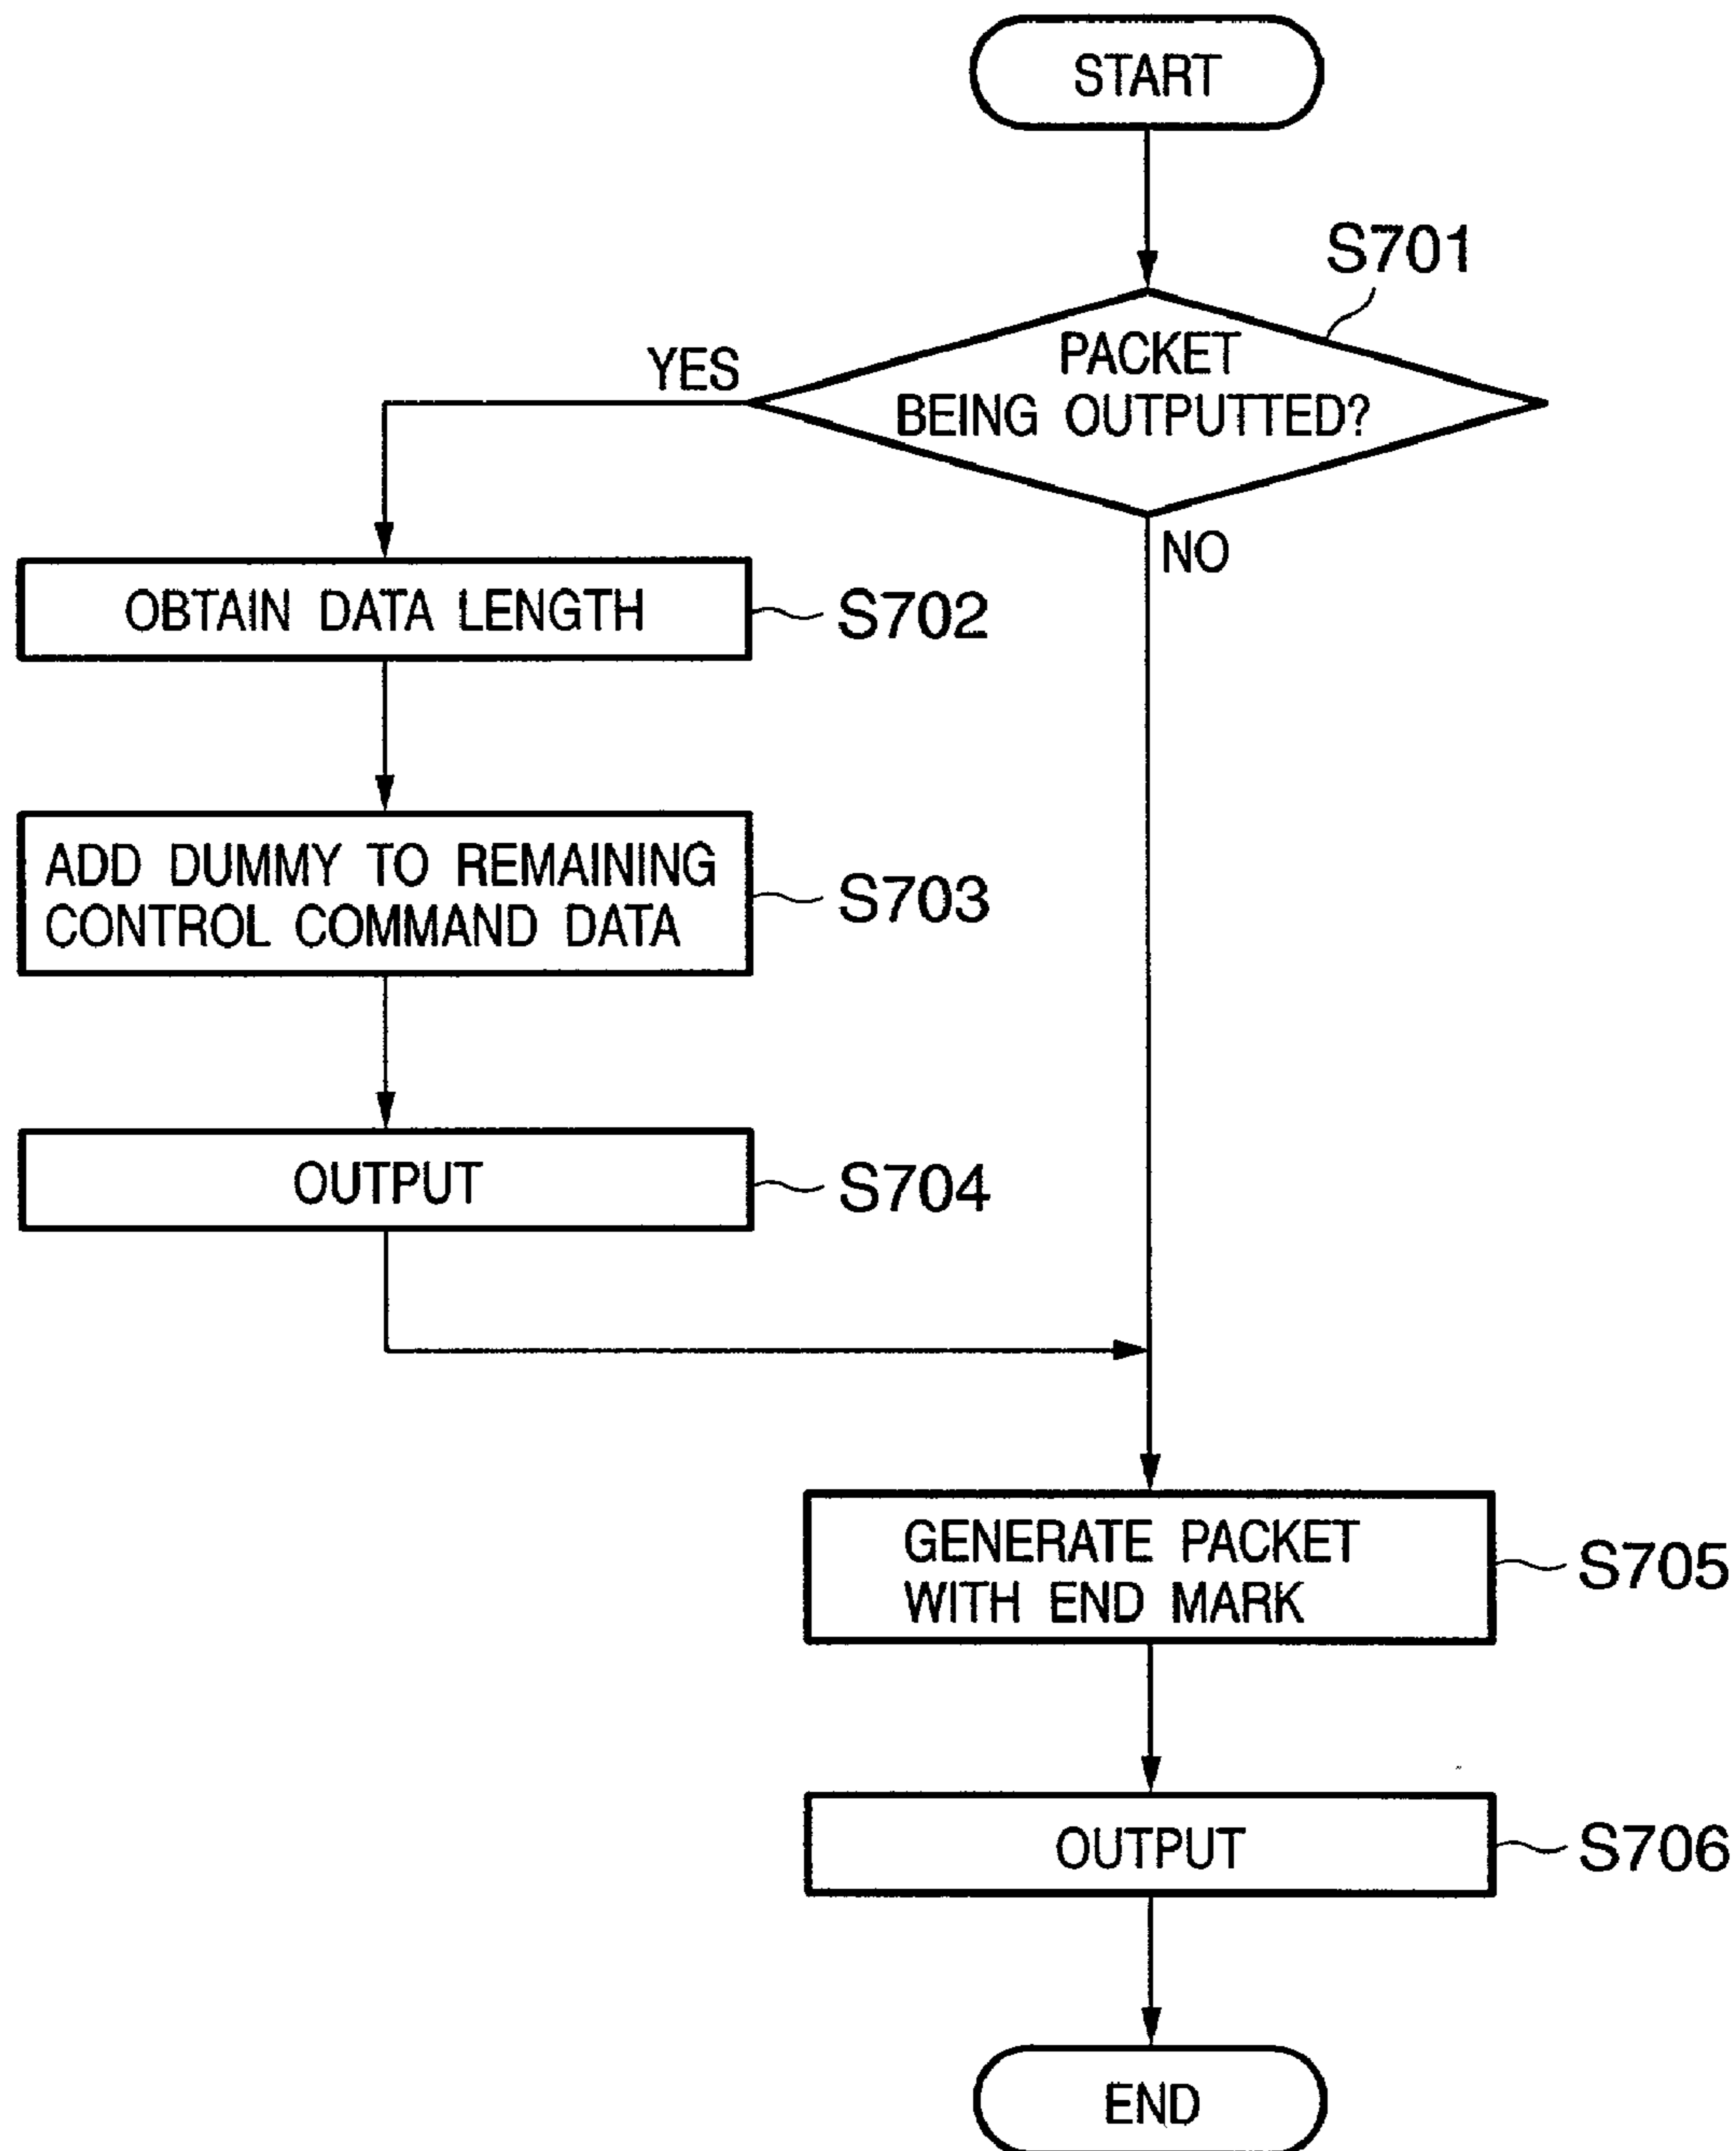 START
S701
PACKET
BEING OUTPUTTED?
YES
NO
OBTAIN DATA LENGTH
S702
ADD DUMMY TO REMAINING
CONTROL COMMAND DATA
S703
OUTPUT
S704
GENERATE PACKET
WITH END MARK
S705
OUTPUT
S706
END